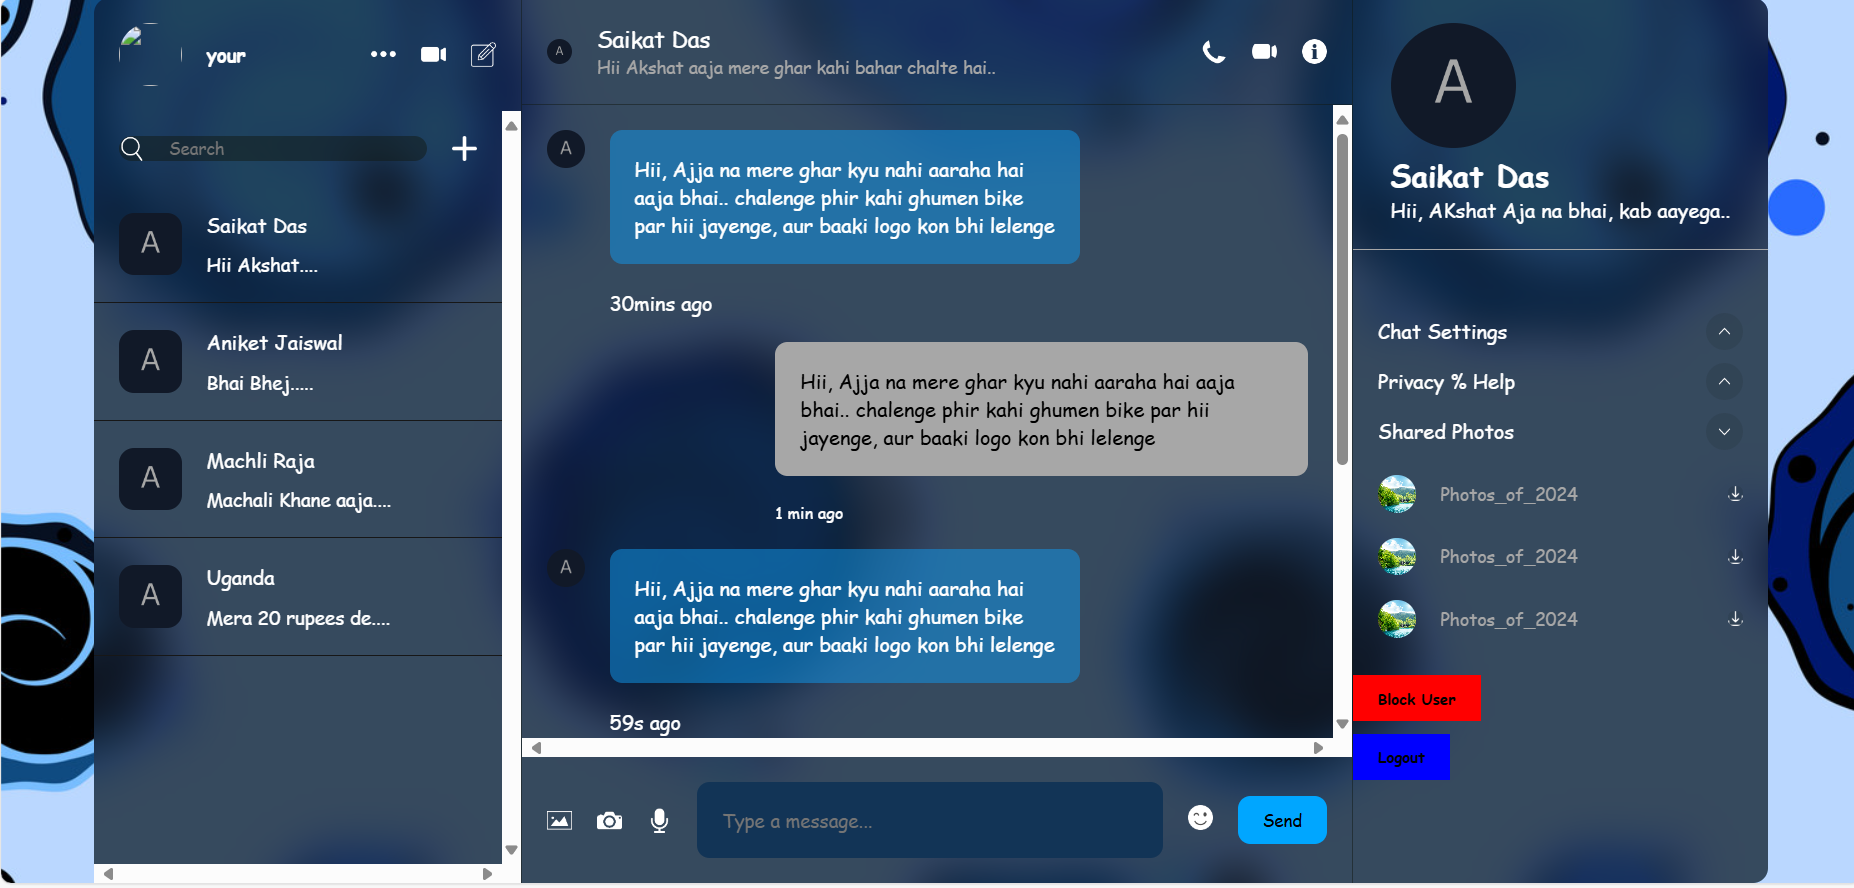 your
Search
A
Saikat Das
Hii Akshat....
A
Aniket Jaiswal
Bhai Bhej.....
A
Machli Raja
Machali Khane aaja....
A
Uganda
Mera 20 rupees de....
A
Saikat Das
Hii Akshat aaja mere ghar kahi bahar chalte hai..
A
Hii, Ajja na mere ghar kyu nahi aaraha hai
aaja bhai.. chalenge phir kahi ghumen bike
par hii jayenge, aur baaki logo kon bhi lelenge
30mins ago
Hii, Ajja na mere ghar kyu nahi aaraha hai aaja
bhai.. chalenge phir kahi ghumen bike par hii
jayenge, aur baaki logo kon bhi lelenge
1 min ago
A
Hii, Ajja na mere ghar kyu nahi aaraha hai
aaja bhai.. chalenge phir kahi ghumen bike
par hii jayenge, aur baaki logo kon bhi lelenge
59s ago
Type a message...
Send
A
Saikat Das
Hii, AKshat Aja na bhai, kab aayega..
Chat Settings
Privacy % Help
Shared Photos
Photos_of_2024
Photos_of_2024
Photos_of_2024
Block User
Logout